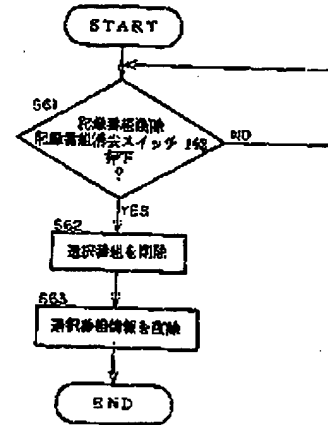 START
S61
記録番組削除
記録番組消去スイッチ 162
押下
?
NO
YES
S62
選択番組を削除
S63
選択番組情報を削除
END